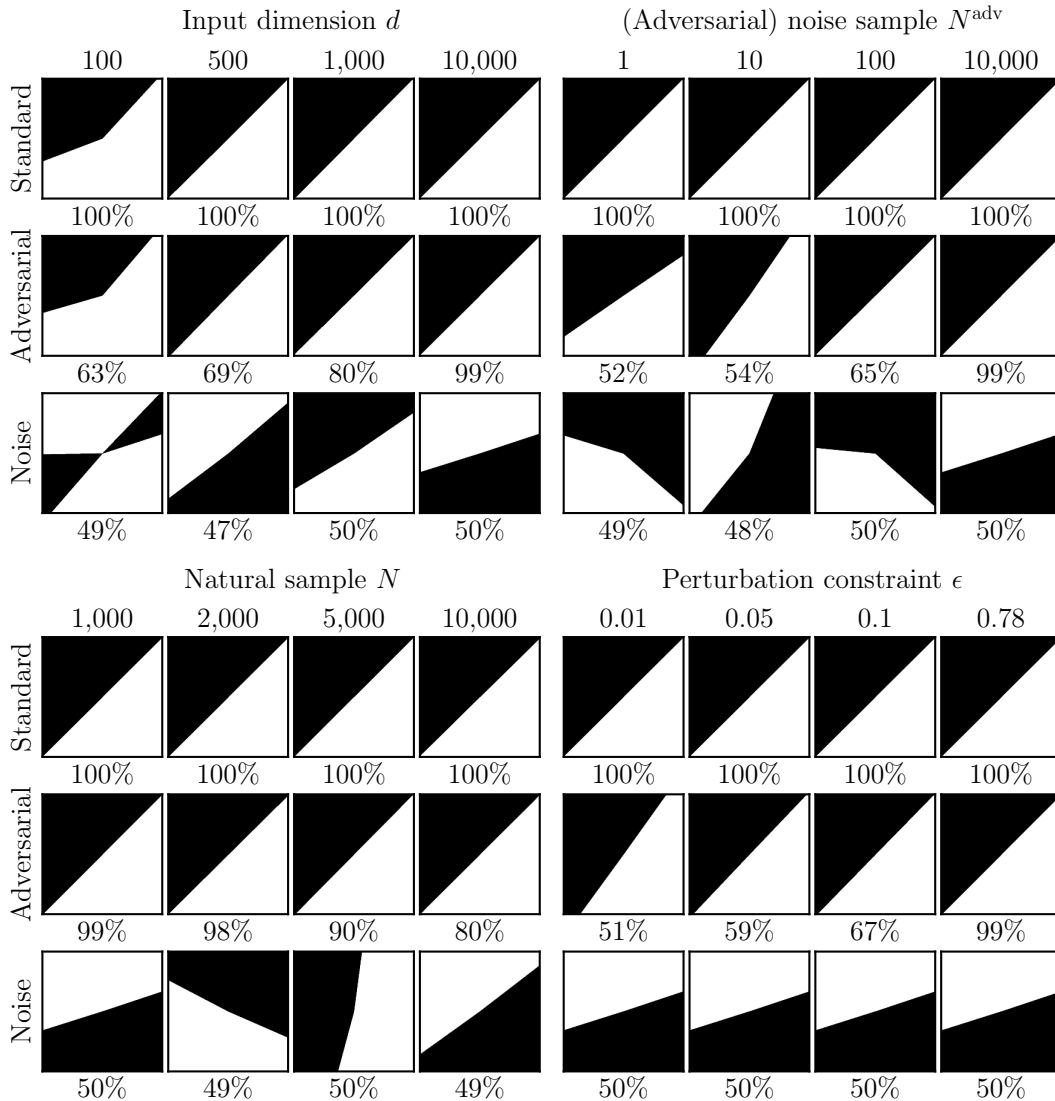 Input dimension d
(Adversarial) noise sample N^adv
100 500 1,000 10,000
1 10 100 10,000
Standard
100% 100% 100% 100%
100% 100% 100% 100%
Adversarial
63% 69% 80% 99%
52% 54% 65% 99%
Noise
49% 47% 50% 50%
49% 48% 50% 50%
Natural sample N
Perturbation constraint ϵ
1,000 2,000 5,000 10,000
0.01 0.05 0.1 0.78
Standard
100% 100% 100% 100%
100% 100% 100% 100%
Adversarial
99% 98% 90% 80%
51% 59% 67% 99%
Noise
50% 49% 50% 49%
50% 50% 50% 50%